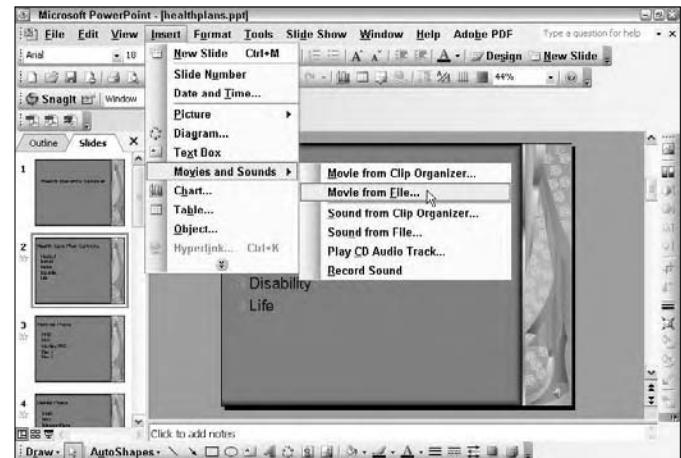 Microsoft PowerPoint - [healthplans.ppt]
File Edit View Insert Format Tools Slide Show Window Help Adobe PDF Type a question for help
Arial 18 Design New Slide
44%
SnagIt Window
Outline Slides
New Slide Ctrl+M
Slide Number
Date and Time...
Picture
Diagram...
Text Box
Movies and Sounds
Chart...
Table...
Object...
Hyperlink... Ctrl+K
Movie from Clip Organizer...
Movie from File...
Sound from Clip Organizer...
Sound from File...
Play CD Audio Track...
Record Sound
1
2
3
4
Disability
Life
Click to add notes
Draw AutoShapes